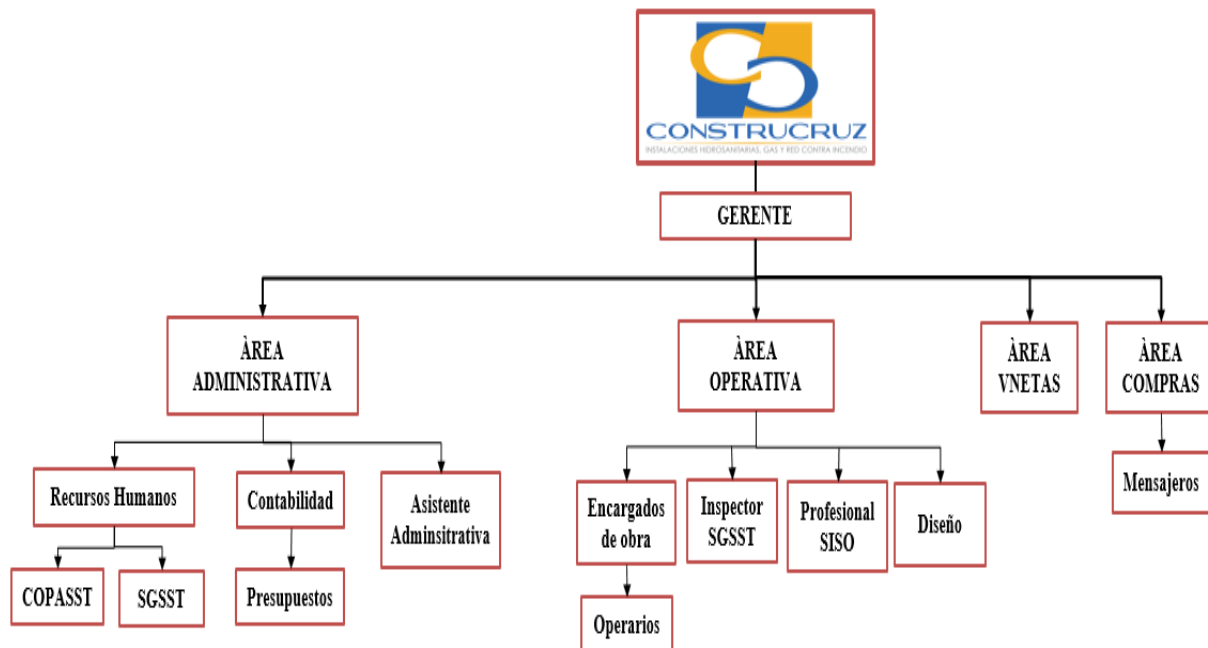 CONSTRUCRUZ
INSTALACIONES HIDROSANITARIAS, GAS Y RED CONTRA INCENDIO
GERENTE
ÀREA
ADMINISTRATIVA
ÀREA
OPERATIVA
ÀREA
VNETAS
ÀREA
COMPRAS
Recursos Humanos
Contabilidad
Asistente
Adminsitrativa
Encargados
de obra
Inspector
SGSST
Profesional
SISO
Diseño
Mensajeros
COPASST
SGSST
Presupuestos
Operarios